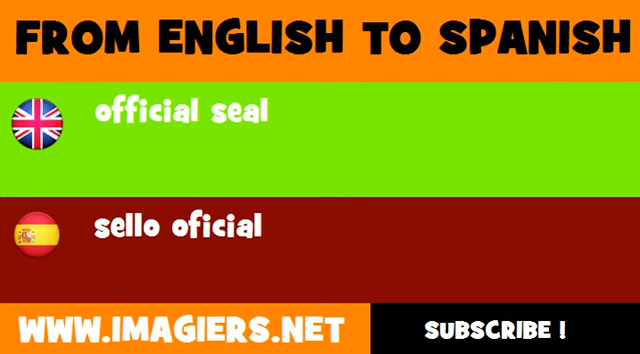 FROM ENGLISH TO SPANISH
official seal
sello oficial
WWW.IMAGIERS.NET
SUBSCRIBE !